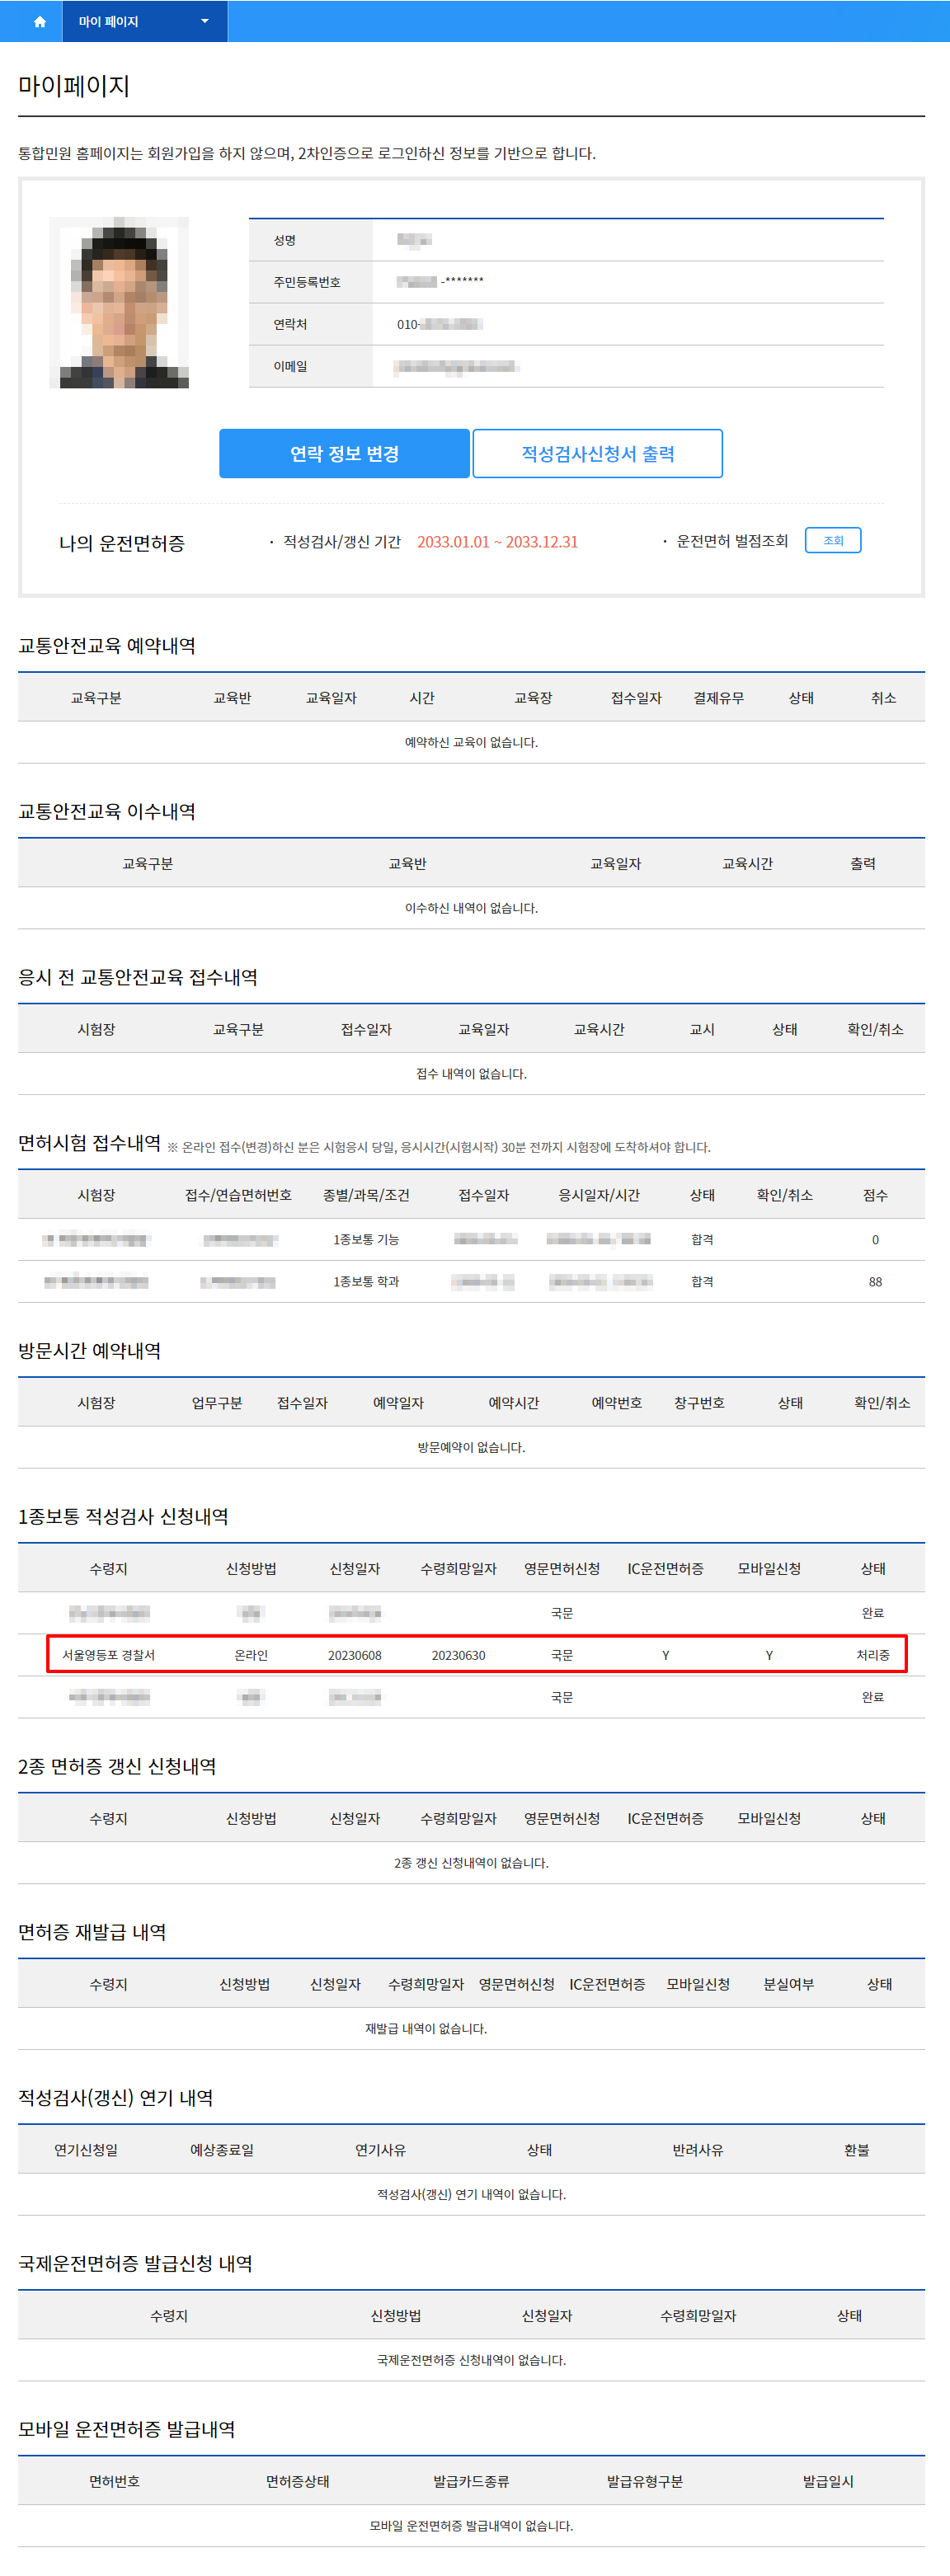 마이 페이지
마이페이지
통합민원 홈페이지는 회원가입을 하지 않으며, 2차인증으로 로그인하신 정보를 기반으로 합니다.
성명
주민등록번호 -*******
연락처 010-
이메일
연락 정보 변경 적성검사신청서 출력
나의 운전면허증 · 적성검사/갱신 기간 2033.01.01 ~ 2033.12.31 · 운전면허 벌점조회 조회
교통안전교육 예약내역
교육구분 교육반 교육일자 시간 교육장 접수일자 결제유무 상태 취소
예약하신 교육이 없습니다.
교통안전교육 이수내역
교육구분 교육반 교육일자 교육시간 출력
이수하신 내역이 없습니다.
응시 전 교통안전교육 접수내역
시험장 교육구분 접수일자 교육일자 교육시간 교시 상태 확인/취소
접수 내역이 없습니다.
면허시험 접수내역 ※ 온라인 접수(변경)하신 분은 시험응시 당일, 응시시간(시험시작) 30분 전까지 시험장에 도착하셔야 합니다.
시험장 접수/연습면허번호 종별/과목/조건 접수일자 응시일자/시간 상태 확인/취소 점수
1종보통 기능 합격 0
1종보통 학과 합격 88
방문시간 예약내역
시험장 업무구분 접수일자 예약일자 예약시간 예약번호 창구번호 상태 확인/취소
방문예약이 없습니다.
1종보통 적성검사 신청내역
수령지 신청방법 신청일자 수령희망일자 영문면허신청 IC운전면허증 모바일신청 상태
국문 완료
서울영등포 경찰서 온라인 20230608 20230630 국문 Y Y 처리중
국문 완료
2종 면허증 갱신 신청내역
수령지 신청방법 신청일자 수령희망일자 영문면허신청 IC운전면허증 모바일신청 상태
2종 갱신 신청내역이 없습니다.
면허증 재발급 내역
수령지 신청방법 신청일자 수령희망일자 영문면허신청 IC운전면허증 모바일신청 분실여부 상태
재발급 내역이 없습니다.
적성검사(갱신) 연기 내역
연기신청일 예상종료일 연기사유 상태 반려사유 환불
적성검사(갱신) 연기 내역이 없습니다.
국제운전면허증 발급신청 내역
수령지 신청방법 신청일자 수령희망일자 상태
국제운전면허증 신청내역이 없습니다.
모바일 운전면허증 발급내역
면허번호 면허증상태 발급카드종류 발급유형구분 발급일시
모바일 운전면허증 발급내역이 없습니다.